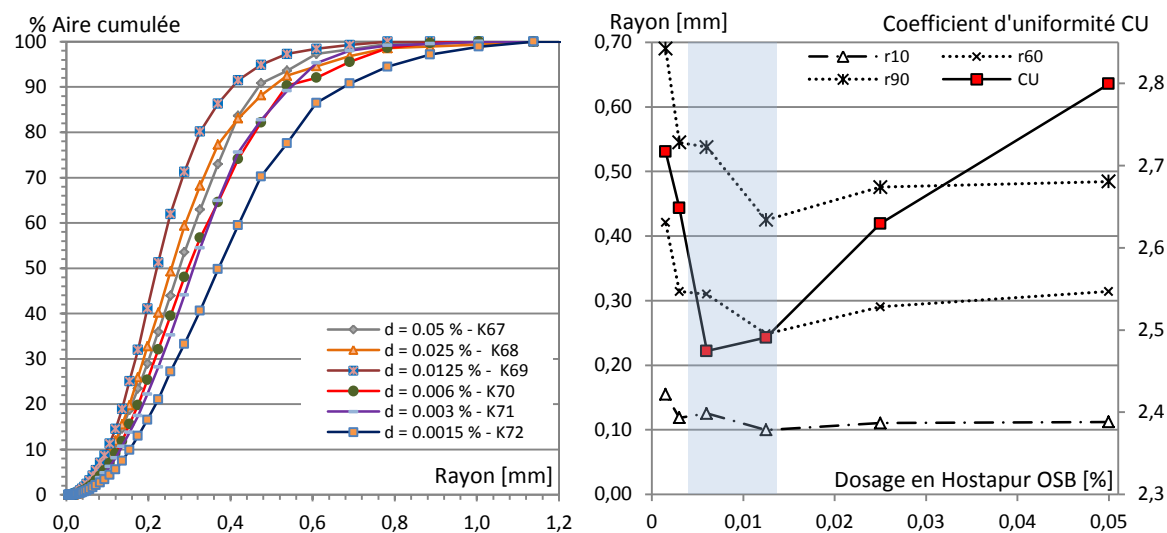 % Aire cumulée
100
90
80
70
60
50
40
30
20
10
0
0,0 0,2 0,4 0,6 0,8 1,0 1,2
d = 0.05 % - K67
d = 0.025 % - K68
d = 0.0125 % - K69
d = 0.006 % - K70
d = 0.003 % - K71
d = 0.0015 % - K72
Rayon [mm]
Rayon [mm] Coefficient d'uniformité CU
0,70
0,60
0,50
0,40
0,30
0,20
0,10
0,00
r10 r60
r90 CU
2,8
2,7
2,6
2,5
2,4
2,3
Dosage en Hostapur OSB [%]
0 0,01 0,02 0,03 0,04 0,05